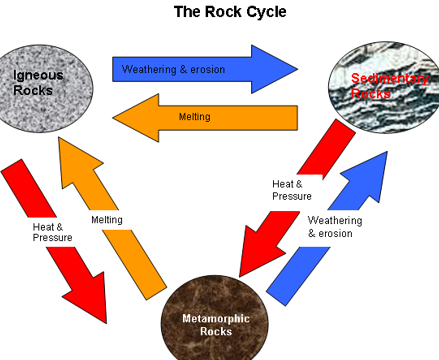 The Rock Cycle
Igneous
Rocks
Weathering & erosion
Sedimentary
Rocks
Melting
Heat &
Pressure
Melting
Heat &
Pressure
Weathering
& erosion
Metamorphic
Rocks